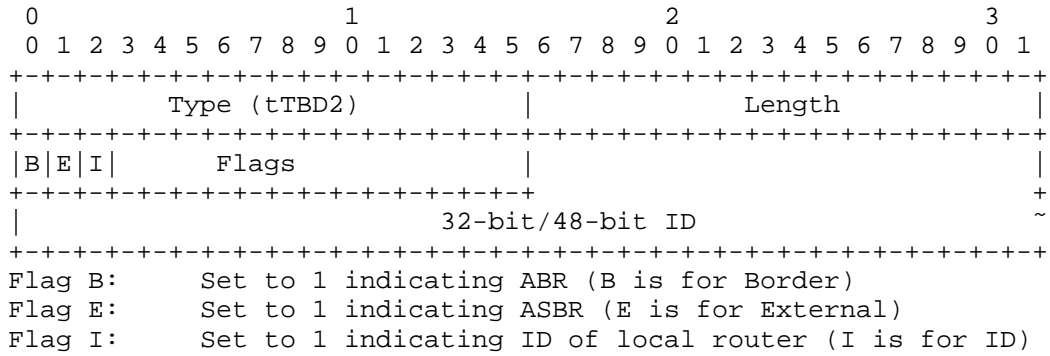 0                   1                   2                   3
 0 1 2 3 4 5 6 7 8 9 0 1 2 3 4 5 6 7 8 9 0 1 2 3 4 5 6 7 8 9 0 1
+-+-+-+-+-+-+-+-+-+-+-+-+-+-+-+-+-+-+-+-+-+-+-+-+-+-+-+-+-+-+-+-+
|         Type (tTBD2)          |             Length            |
+-+-+-+-+-+-+-+-+-+-+-+-+-+-+-+-+-+-+-+-+-+-+-+-+-+-+-+-+-+-+-+-+
|B|E|I|      Flags              |                               |
+-+-+-+-+-+-+-+-+-+-+-+-+-+-+-+-+                               +
|                          32-bit/48-bit ID                     ~
+-+-+-+-+-+-+-+-+-+-+-+-+-+-+-+-+-+-+-+-+-+-+-+-+-+-+-+-+-+-+-+-+
Flag B:     Set to 1 indicating ABR (B is for Border)
Flag E:     Set to 1 indicating ASBR (E is for External)
Flag I:     Set to 1 indicating ID of local router (I is for ID)